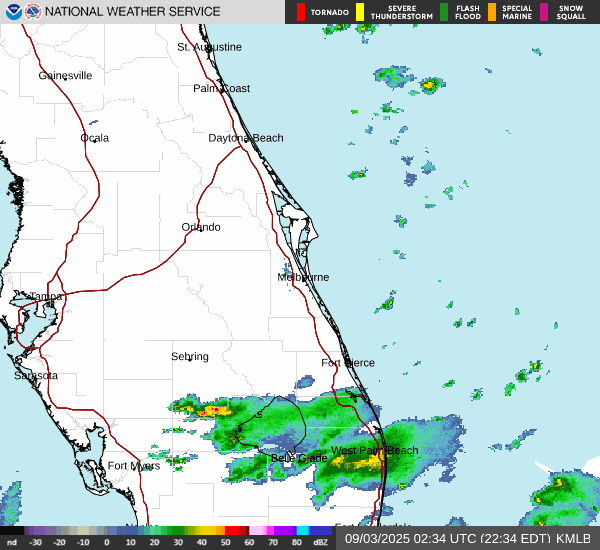 NATIONAL WEATHER SERVICE
TORNADO
SEVERE
THUNDERSTORM
FLASH
FLOOD
SPECIAL
MARINE
SNOW
SQUALL
St. Augustine
Gainesville
Palm Coast
Ocala
Daytona Beach
Orlando
Melbourne
Tampa
Sebring
Fort Pierce
Sarasota
West Palm Beach
Belle Glade
Fort Myers
nd -30 -20 -10 0 10 20 30 40 50 60 70 80 dBZ
09/03/2025 02:34 UTC (22:34 EDT) KMLB